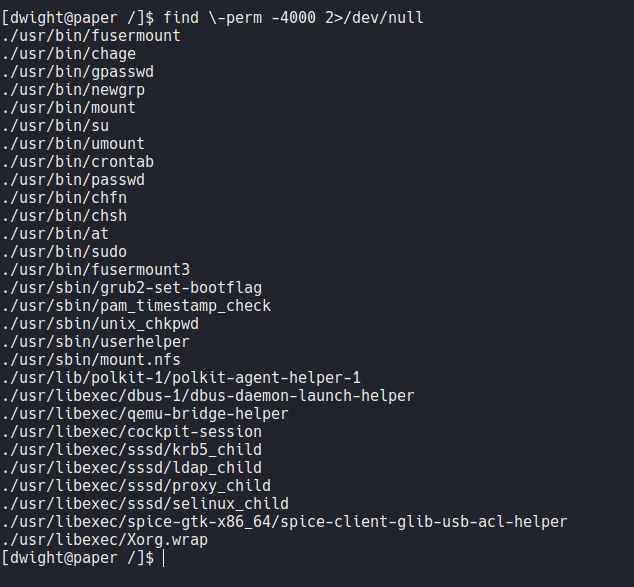 [dwight@paper /]$ find \-perm -4000 2>/dev/null
./usr/bin/fusermount
./usr/bin/chage
./usr/bin/gpasswd
./usr/bin/newgrp
./usr/bin/mount
./usr/bin/su
./usr/bin/umount
./usr/bin/crontab
./usr/bin/passwd
./usr/bin/chfn
./usr/bin/chsh
./usr/bin/at
./usr/bin/sudo
./usr/bin/fusermount3
./usr/sbin/grub2-set-bootflag
./usr/sbin/pam_timestamp_check
./usr/sbin/unix_chkpwd
./usr/sbin/userhelper
./usr/sbin/mount.nfs
./usr/lib/polkit-1/polkit-agent-helper-1
./usr/libexec/dbus-1/dbus-daemon-launch-helper
./usr/libexec/qemu-bridge-helper
./usr/libexec/cockpit-session
./usr/libexec/sssd/krb5_child
./usr/libexec/sssd/ldap_child
./usr/libexec/sssd/proxy_child
./usr/libexec/sssd/selinux_child
./usr/libexec/spice-gtk-x86_64/spice-client-glib-usb-acl-helper
./usr/libexec/Xorg.wrap
[dwight@paper /]$